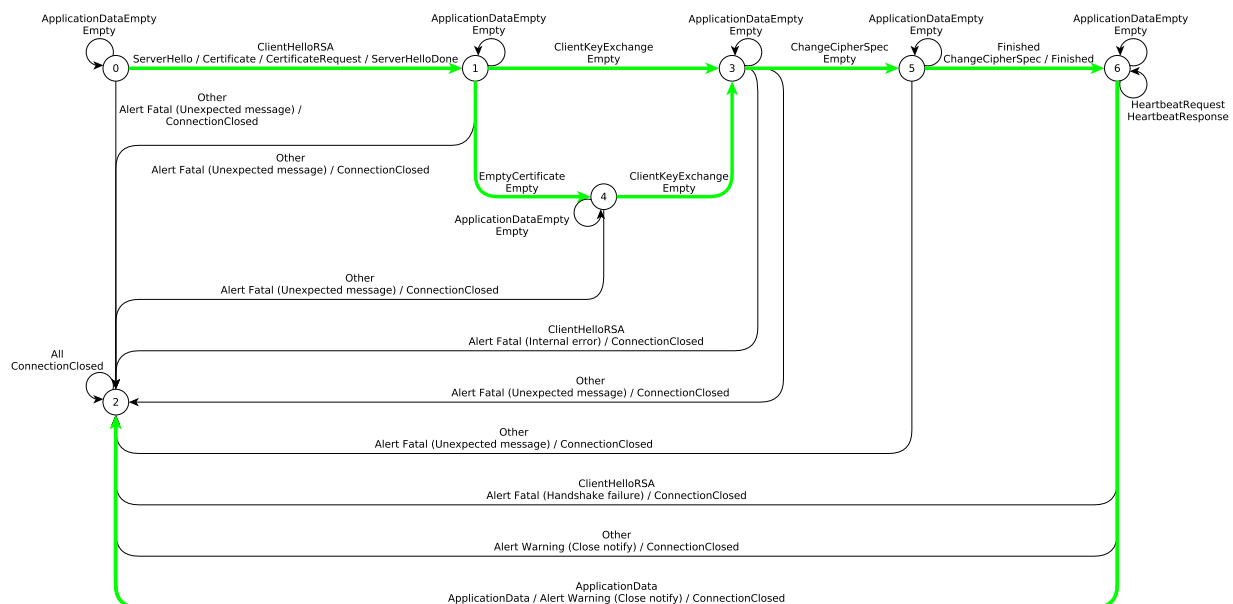 ApplicationDataEmpty
Empty
ApplicationDataEmpty
Empty
ApplicationDataEmpty
Empty
ApplicationDataEmpty
Empty
ApplicationDataEmpty
Empty
ClientHelloRSA
ServerHello / Certificate / CertificateRequest / ServerHelloDone
ClientKeyExchange
Empty
ChangeCipherSpec
Empty
Finished
ChangeCipherSpec / Finished
0
1
3
5
6
HeartbeatRequest
HeartbeatResponse
Other
Alert Fatal (Unexpected message) /
ConnectionClosed
Other
Alert Fatal (Unexpected message) / ConnectionClosed
EmptyCertificate
Empty
ClientKeyExchange
Empty
4
ApplicationDataEmpty
Empty
Other
Alert Fatal (Unexpected message) / ConnectionClosed
ClientHelloRSA
Alert Fatal (Internal error) / ConnectionClosed
All
ConnectionClosed
2
Other
Alert Fatal (Unexpected message) / ConnectionClosed
Other
Alert Fatal (Unexpected message) / ConnectionClosed
ClientHelloRSA
Alert Fatal (Handshake failure) / ConnectionClosed
Other
Alert Warning (Close notify) / ConnectionClosed
ApplicationData
ApplicationData / Alert Warning (Close notify) / ConnectionClosed